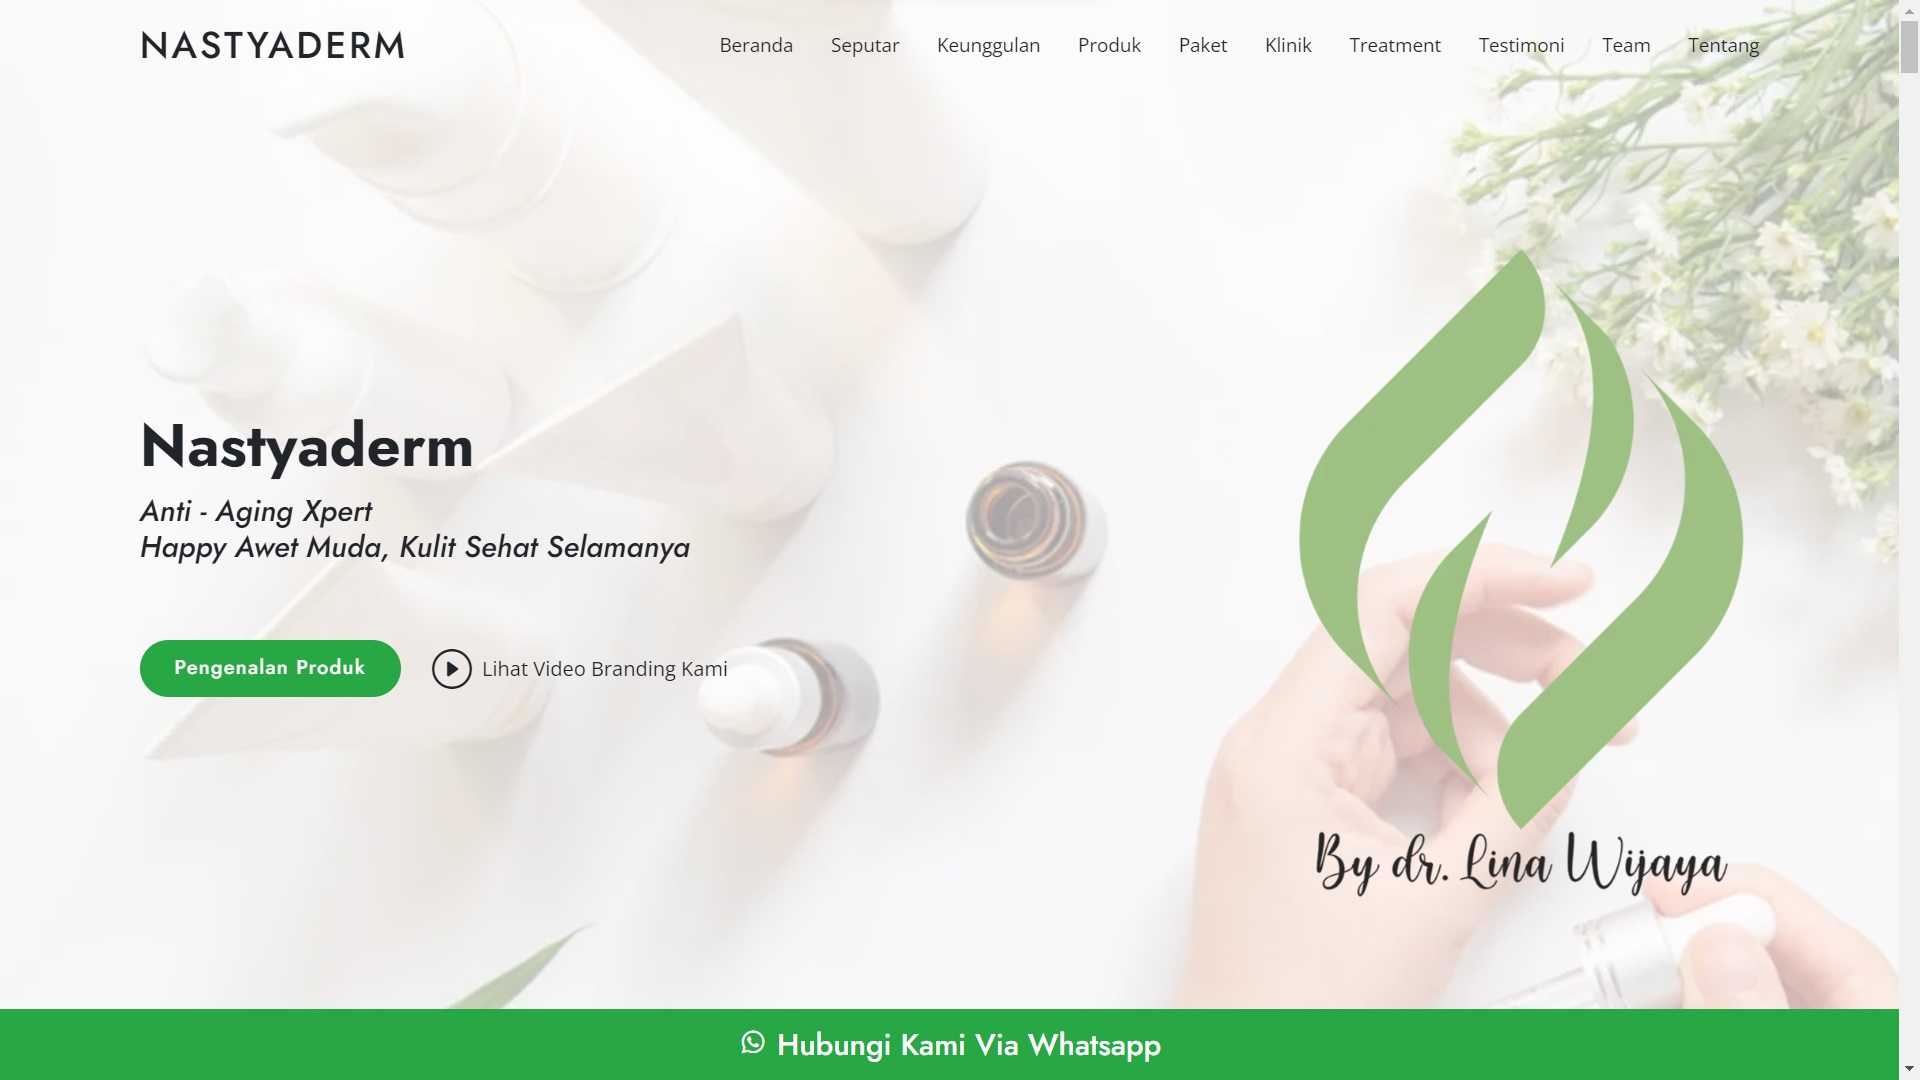 NASTYADERM
Beranda Seputar Keunggulan Produk Paket Klinik Treatment Testimoni Team Tentang
Nastyaderm
Anti - Aging Xpert
Happy Awet Muda, Kulit Sehat Selamanya
Pengenalan Produk
Lihat Video Branding Kami
By dr. Lina Wijaya
Hubungi Kami Via Whatsapp